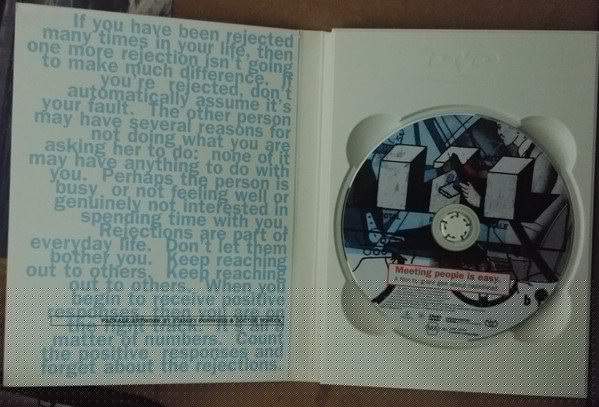 If you have been rejected
many times in your life, then
one more rejection isn't going
to make much difference. If
you're rejected, don't
automatically assume it's
your fault. The other person
may have several reasons for
not doing what you are
asking her to do: none of it
may have anything to do with
you. Perhaps the person is
busy or not feeling well or
genuinely not interested in
spending time with you.
Rejections are part of
everyday life. Don't let them
bother you. Keep reaching
out to others. Keep reaching
out to others. When you
begin to receive positive
responses then you are on
PACKAGE ARTWORK BY STANLEY DONWOOD & DOCTOR TCHOCK
the right track. It's all a
matter of numbers. Count
the positive responses and
forget about the rejections.
Meeting people is easy.
A film by grant gee about radiohead.
DVD
MA 15+